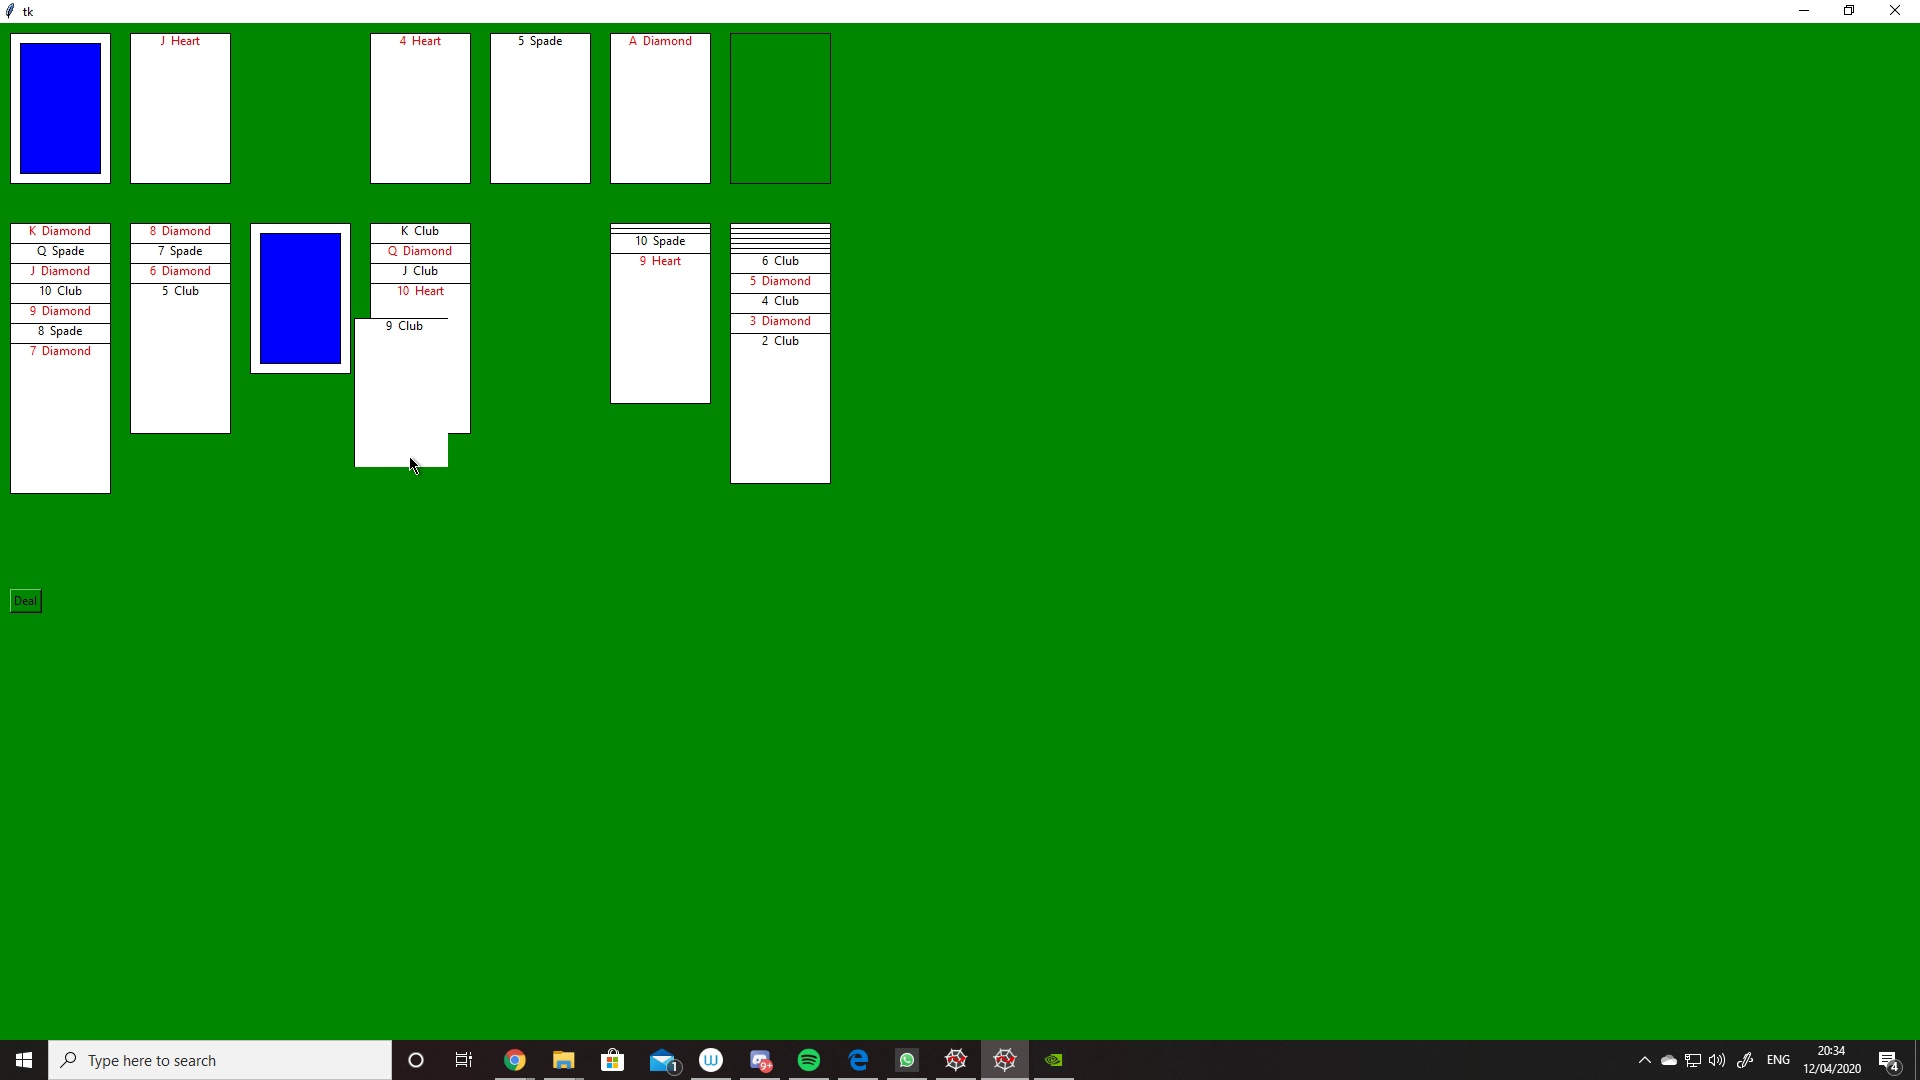 tk
J Heart
4 Heart
5 Spade
A Diamond
K Diamond
Q Spade
J Diamond
10 Club
9 Diamond
8 Spade
7 Diamond
8 Diamond
7 Spade
6 Diamond
5 Club
K Club
Q Diamond
J Club
10 Heart
9 Club
10 Spade
9 Heart
6 Club
5 Diamond
4 Club
3 Diamond
2 Club
Deal
Type here to search
1
W
9+
ENG
20:34
12/04/2020
4